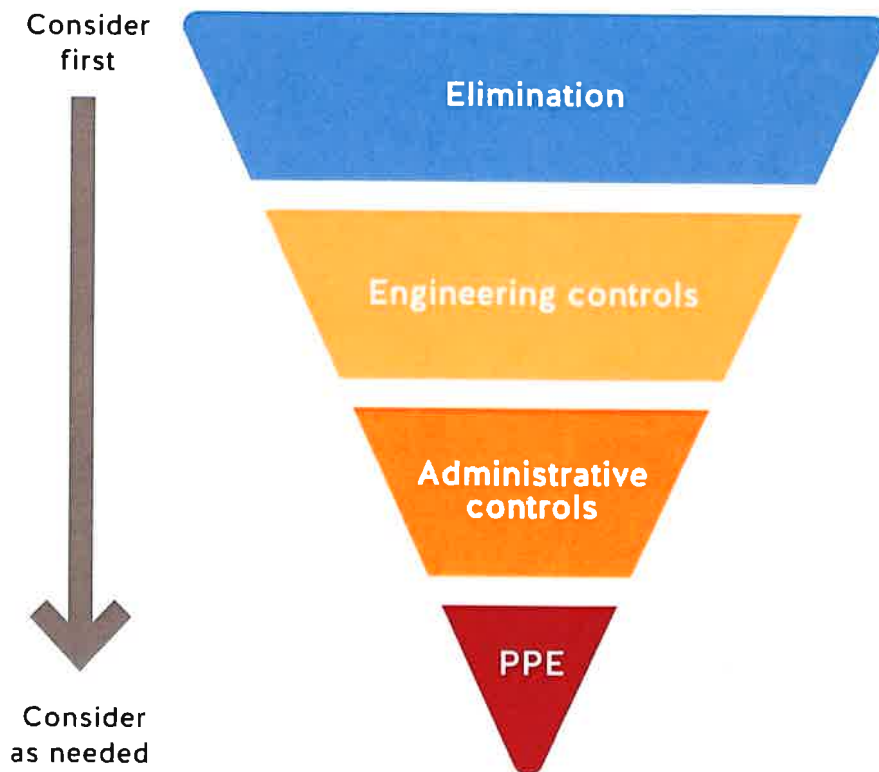 Consider
first
Elimination
Engineering controls
Administrative
controls
PPE
Consider
as needed